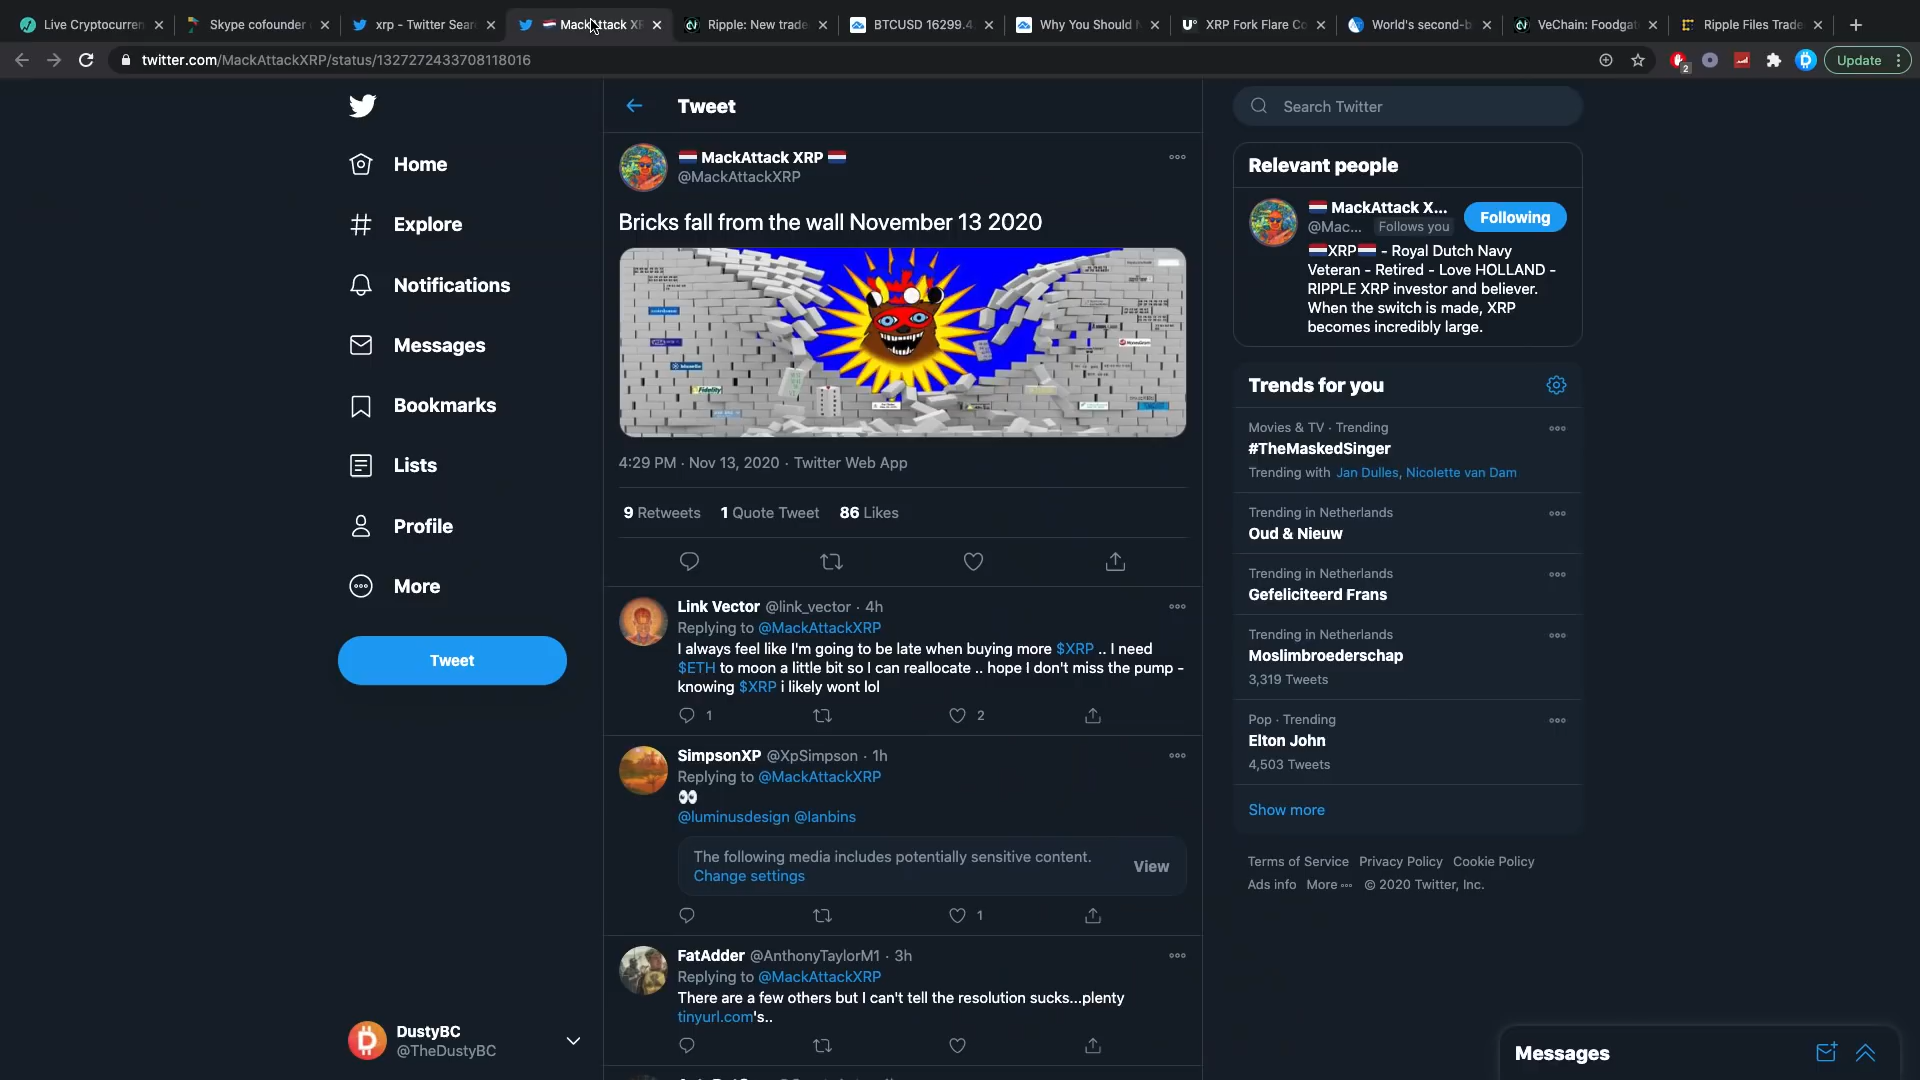 Live Cryptocurren
Skype cofounder
xrp - Twitter Sear
MackAttack XR
Ripple: New trade
BTCUSD 16299.4
Why You Should N
XRP Fork Flare Co
World's second-b
VeChain: Foodgat
Ripple Files Trade
twitter.com/MackAttackXRP/status/1327272433708118016
2
Update
Home
Explore
Notifications
Messages
Bookmarks
Lists
Profile
More
Tweet
DustyBC
@TheDustyBC
Tweet
MackAttack XRP
@MackAttackXRP
Bricks fall from the wall November 13 2020
VISA
MoneyGram
Fidelity
4:29 PM · Nov 13, 2020 · Twitter Web App
9 Retweets 1 Quote Tweet 86 Likes
Link Vector @link_vector · 4h
Replying to @MackAttackXRP
I always feel like I'm going to be late when buying more $XRP .. I need
$ETH to moon a little bit so I can reallocate .. hope I don't miss the pump -
knowing $XRP i likely wont lol
1
2
SimpsonXP @XpSimpson · 1h
Replying to @MackAttackXRP
👀
@luminusdesign @lanbins
The following media includes potentially sensitive content.
Change settings
View
1
FatAdder @AnthonyTaylorM1 · 3h
Replying to @MackAttackXRP
There are a few others but I can't tell the resolution sucks...plenty
tinyurl.com's..
Search Twitter
Relevant people
MackAttack X...
@Mac... Follows you
Following
XRP - Royal Dutch Navy
Veteran - Retired - Love HOLLAND -
RIPPLE XRP investor and believer.
When the switch is made, XRP
becomes incredibly large.
Trends for you
Movies & TV · Trending
#TheMaskedSinger
Trending with Jan Dulles, Nicolette van Dam
Trending in Netherlands
Oud & Nieuw
Trending in Netherlands
Gefeliciteerd Frans
Trending in Netherlands
Moslimbroederschap
3,319 Tweets
Pop · Trending
Elton John
4,503 Tweets
Show more
Terms of Service Privacy Policy Cookie Policy
Ads info More ··· © 2020 Twitter, Inc.
Messages